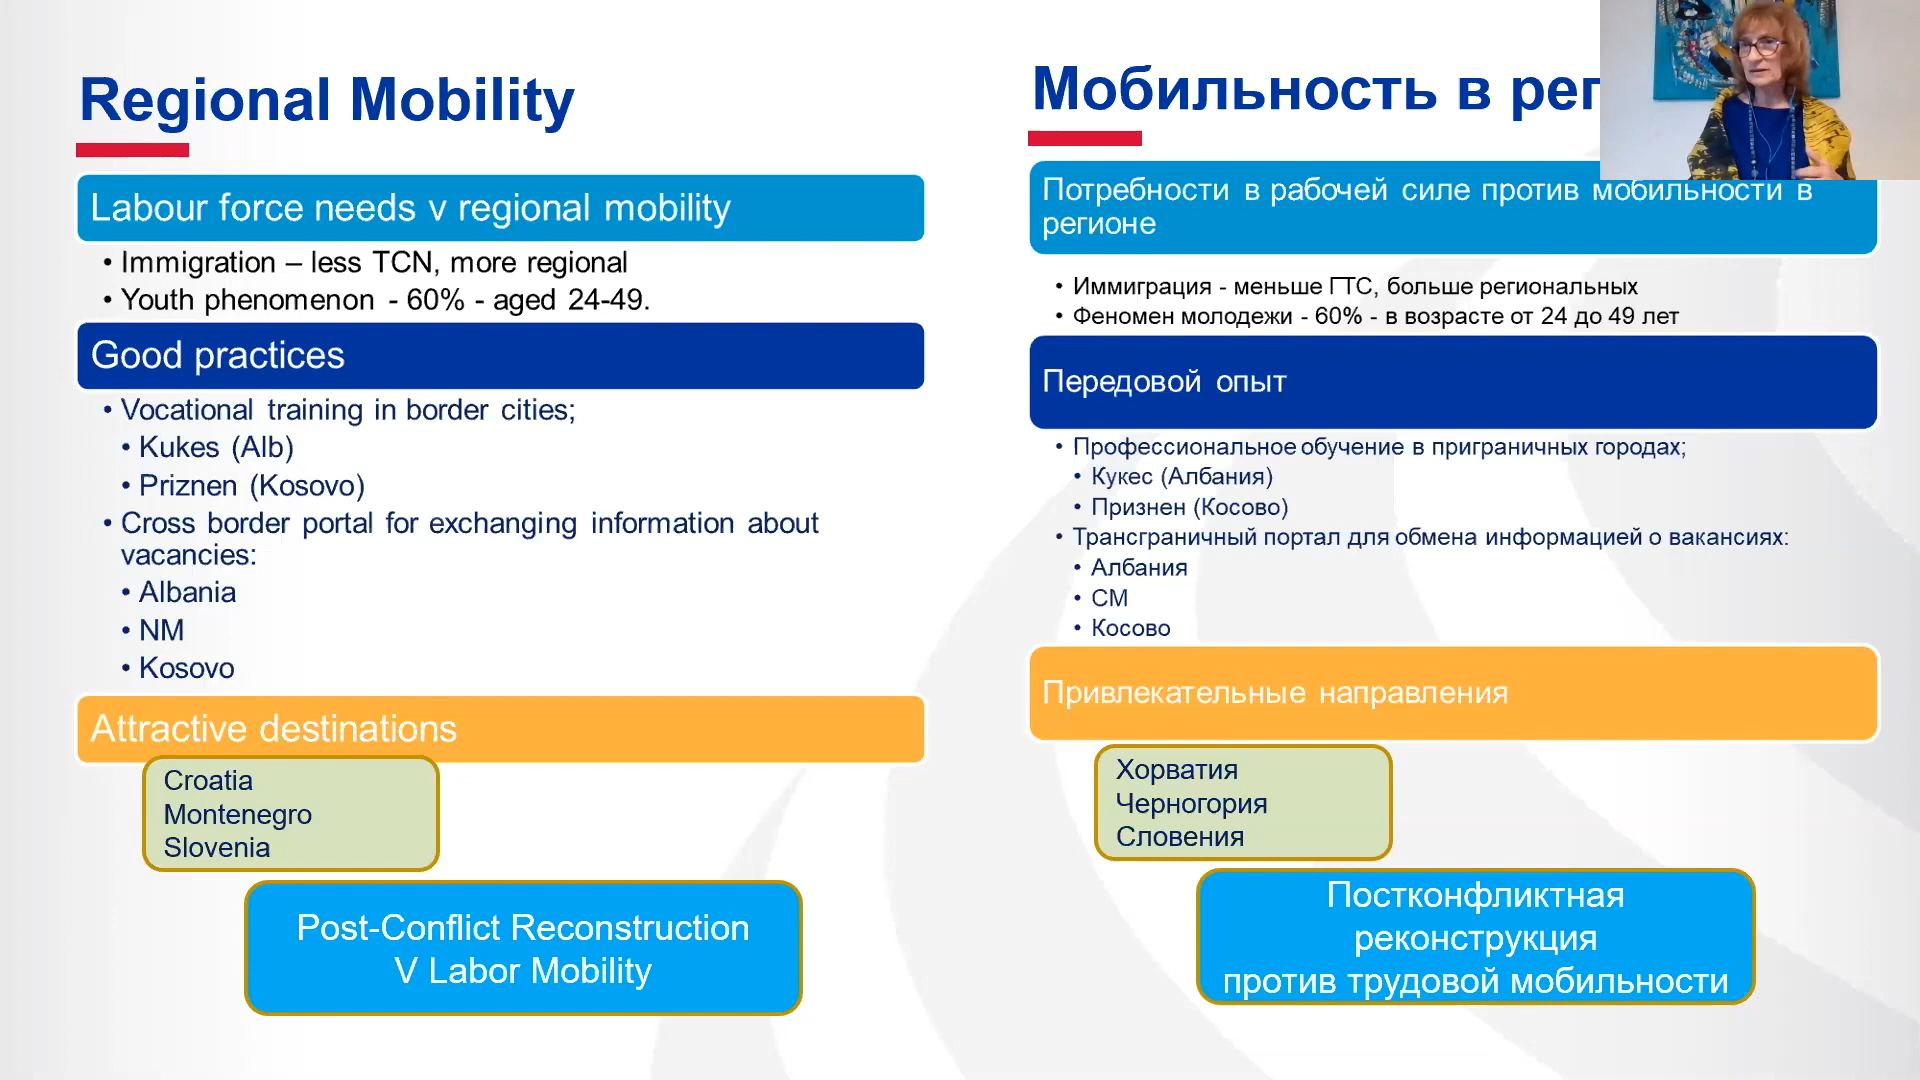 Regional Mobility
Labour force needs v regional mobility
• Immigration – less TCN, more regional
• Youth phenomenon - 60% - aged 24-49.
Good practices
• Vocational training in border cities;
• Kukes (Alb)
• Priznen (Kosovo)
• Cross border portal for exchanging information about
vacancies:
• Albania
• NM
• Kosovo
Attractive destinations
Croatia
Montenegro
Slovenia
Post-Conflict Reconstruction
V Labor Mobility
Мобильность в рег
Потребности в рабочей силе против мобильности в
регионе
• Иммиграция - меньше ГТС, больше региональных
• Феномен молодежи - 60% - в возрасте от 24 до 49 лет
Передовой опыт
• Профессиональное обучение в приграничных городах;
• Кукес (Албания)
• Признен (Косово)
• Трансграничный портал для обмена информацией о вакансиях:
• Албания
• СМ
• Косово
Привлекательные направления
Хорватия
Черногория
Словения
Постконфликтная
реконструкция
против трудовой мобильности